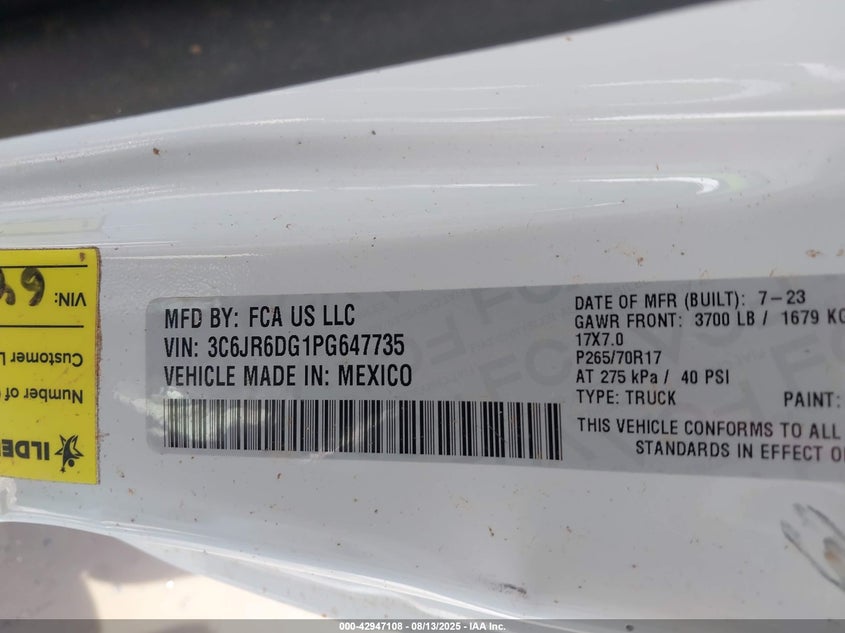 MFD BY: FCA US LLC
VIN: 3C6JR6DG1PG647735
VEHICLE MADE IN: MEXICO
DATE OF MFR (BUILT): 7-23
GAWR FRONT: 3700 LB / 1679 KG
17X7.0
P265/70R17
AT 275 kPa / 40 PSI
TYPE: TRUCK PAINT:
THIS VEHICLE CONFORMS TO ALL
STANDARDS IN EFFECT
VIN:
Customer
Number of
000-42947108 - 08/13/2025 - IAA Inc.